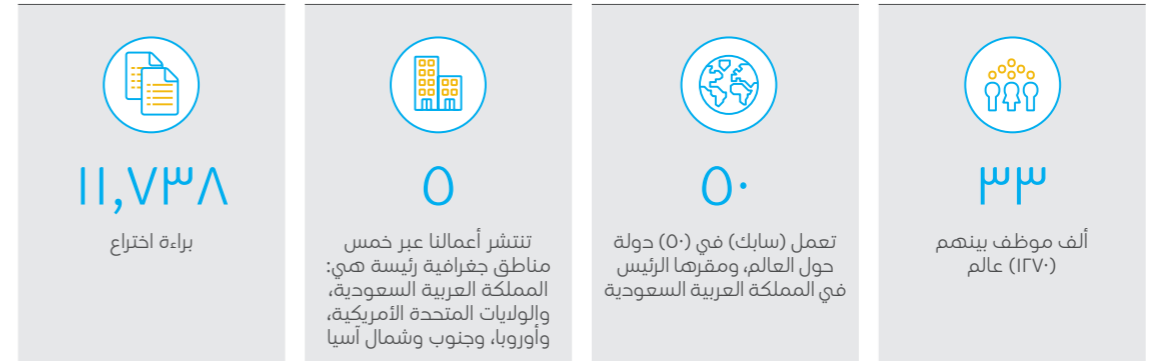 ٣٣
ألف موظف بينهم
(١٢٧٠) عالم
٥٠
تعمل (سابك) في (٥٠) دولة
حول العالم، ومقرها الرئيس
في المملكة العربية السعودية
٥
تنتشر أعمالنا عبر خمس
مناطق جغرافية رئيسة هي:
المملكة العربية السعودية،
والولايات المتحدة الأمريكية،
وأوروبا، وجنوب وشمال آسيا
١١,٧٣٨
براءة اختراع